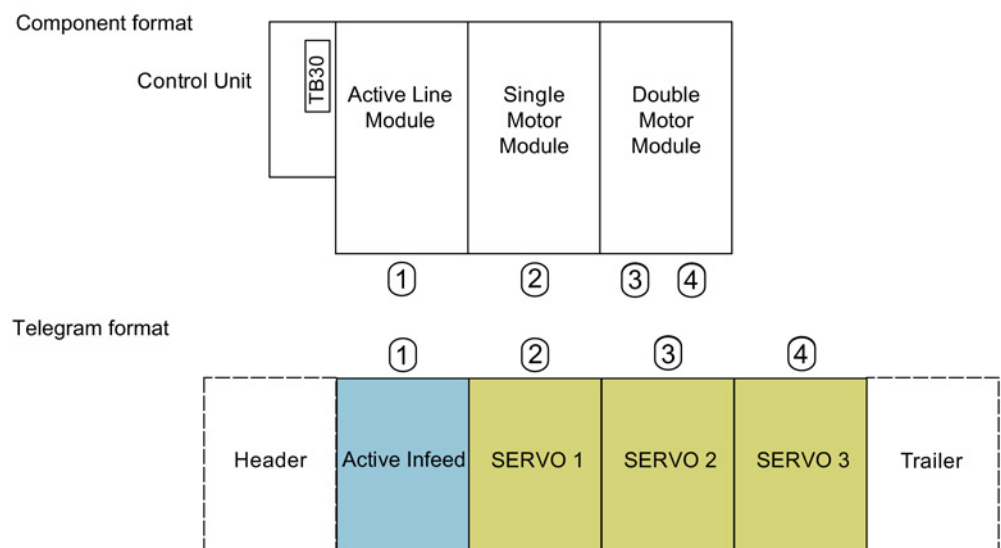 Component format
Control Unit
TB30
Active Line
Module
Single
Motor
Module
Double
Motor
Module
1
2
3
4
Telegram format
1
2
3
4
Header
Active Infeed
SERVO 1
SERVO 2
SERVO 3
Trailer